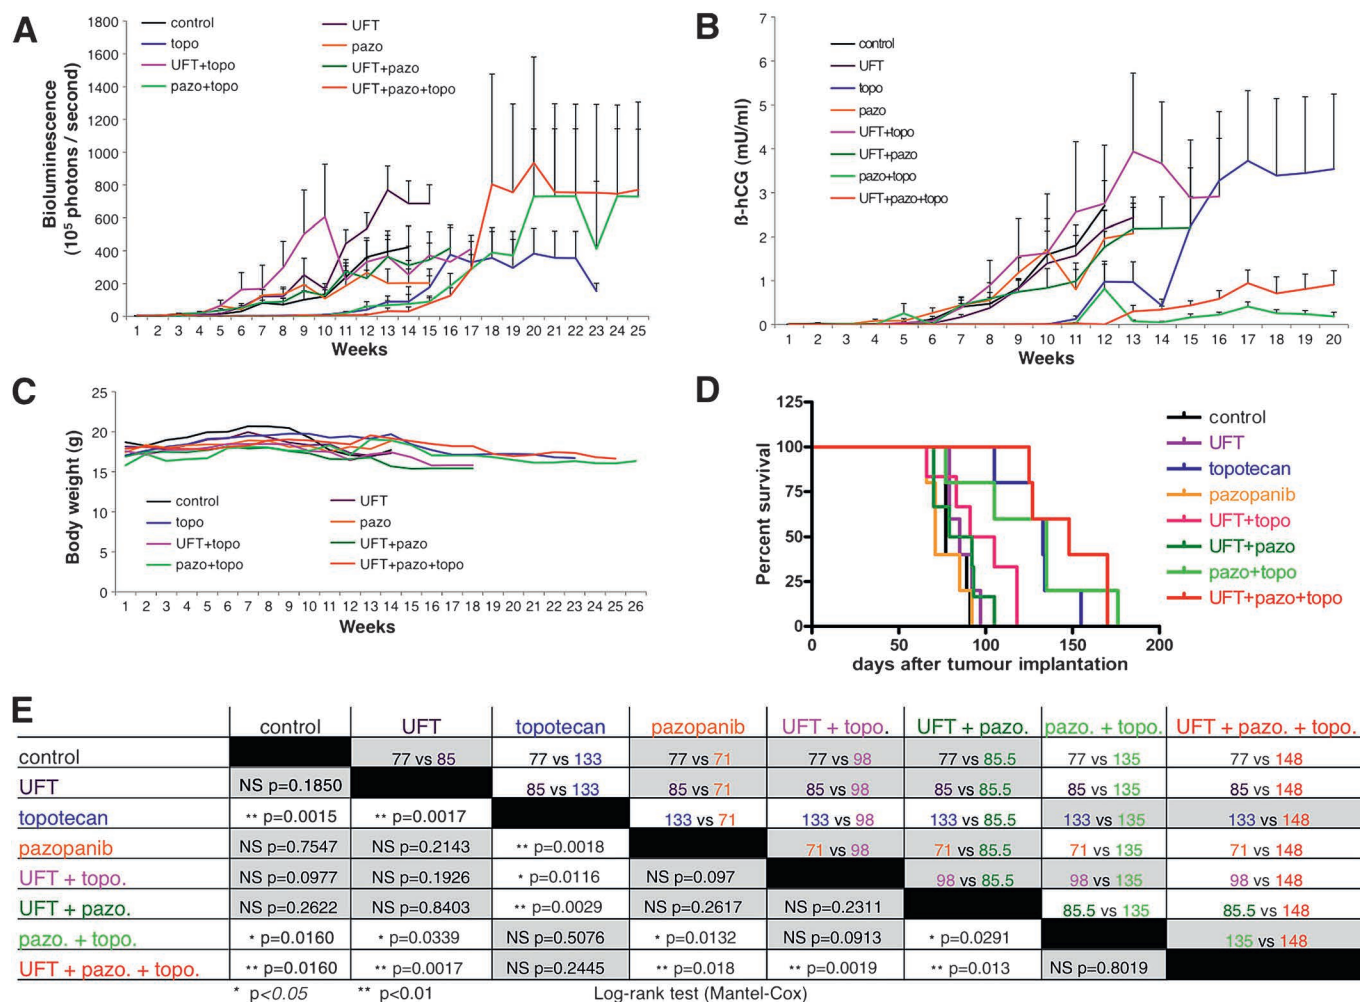 A
Bioluminescence
(10⁵ photons / second)
1800
1600
1400
1200
1000
800
600
400
200
0
control
topo
UFT+topo
pazo+topo
UFT
pazo
UFT+pazo
UFT+pazo+topo
1 2 3 4 5 6 7 8 9 10 11 12 13 14 15 16 17 18 19 20 21 22 23 24 25
Weeks
B
ß-hCG (mU/ml)
7
6
5
4
3
2
1
0
control
UFT
topo
pazo
UFT+topo
UFT+pazo
pazo+topo
UFT+pazo+topo
1 2 3 4 5 6 7 8 9 10 11 12 13 14 15 16 17 18 19 20
Weeks
C
Body weight (g)
25
20
15
10
5
0
control
topo
UFT+topo
pazo+topo
UFT
pazo
UFT+pazo
UFT+pazo+topo
1 2 3 4 5 6 7 8 9 10 11 12 13 14 15 16 17 18 19 20 21 22 23 24 25 26
Weeks
D
Percent survival
125
100
75
50
25
0
0 50 100 150 200
days after tumour implantation
control
UFT
topotecan
pazopanib
UFT+topo
UFT+pazo
pazo+topo
UFT+pazo+topo
E
control UFT topotecan pazopanib UFT + topo. UFT + pazo. pazo. + topo. UFT + pazo. + topo.
control 77 vs 85 77 vs 133 77 vs 71 77 vs 98 77 vs 85.5 77 vs 135 77 vs 148
UFT NS p=0.1850 85 vs 133 85 vs 71 85 vs 98 85 vs 85.5 85 vs 135 85 vs 148
topotecan ** p=0.0015 ** p=0.0017 133 vs 71 133 vs 98 133 vs 85.5 133 vs 135 133 vs 148
pazopanib NS p=0.7547 NS p=0.2143 ** p=0.0018 71 vs 98 71 vs 85.5 71 vs 135 71 vs 148
UFT + topo. NS p=0.0977 NS p=0.1926 * p=0.0116 NS p=0.097 98 vs 85.5 98 vs 135 98 vs 148
UFT + pazo. NS p=0.2622 NS p=0.8403 ** p=0.0029 NS p=0.2617 NS p=0.2311 85.5 vs 135 85.5 vs 148
pazo. + topo. * p=0.0160 * p=0.0339 NS p=0.5076 * p=0.0132 NS p=0.0913 * p=0.0291 135 vs 148
UFT + pazo. + topo. ** p=0.0160 ** p=0.0017 NS p=0.2445 ** p=0.018 ** p=0.0019 ** p=0.013 NS p=0.8019
* p<0.05 ** p<0.01 Log-rank test (Mantel-Cox)